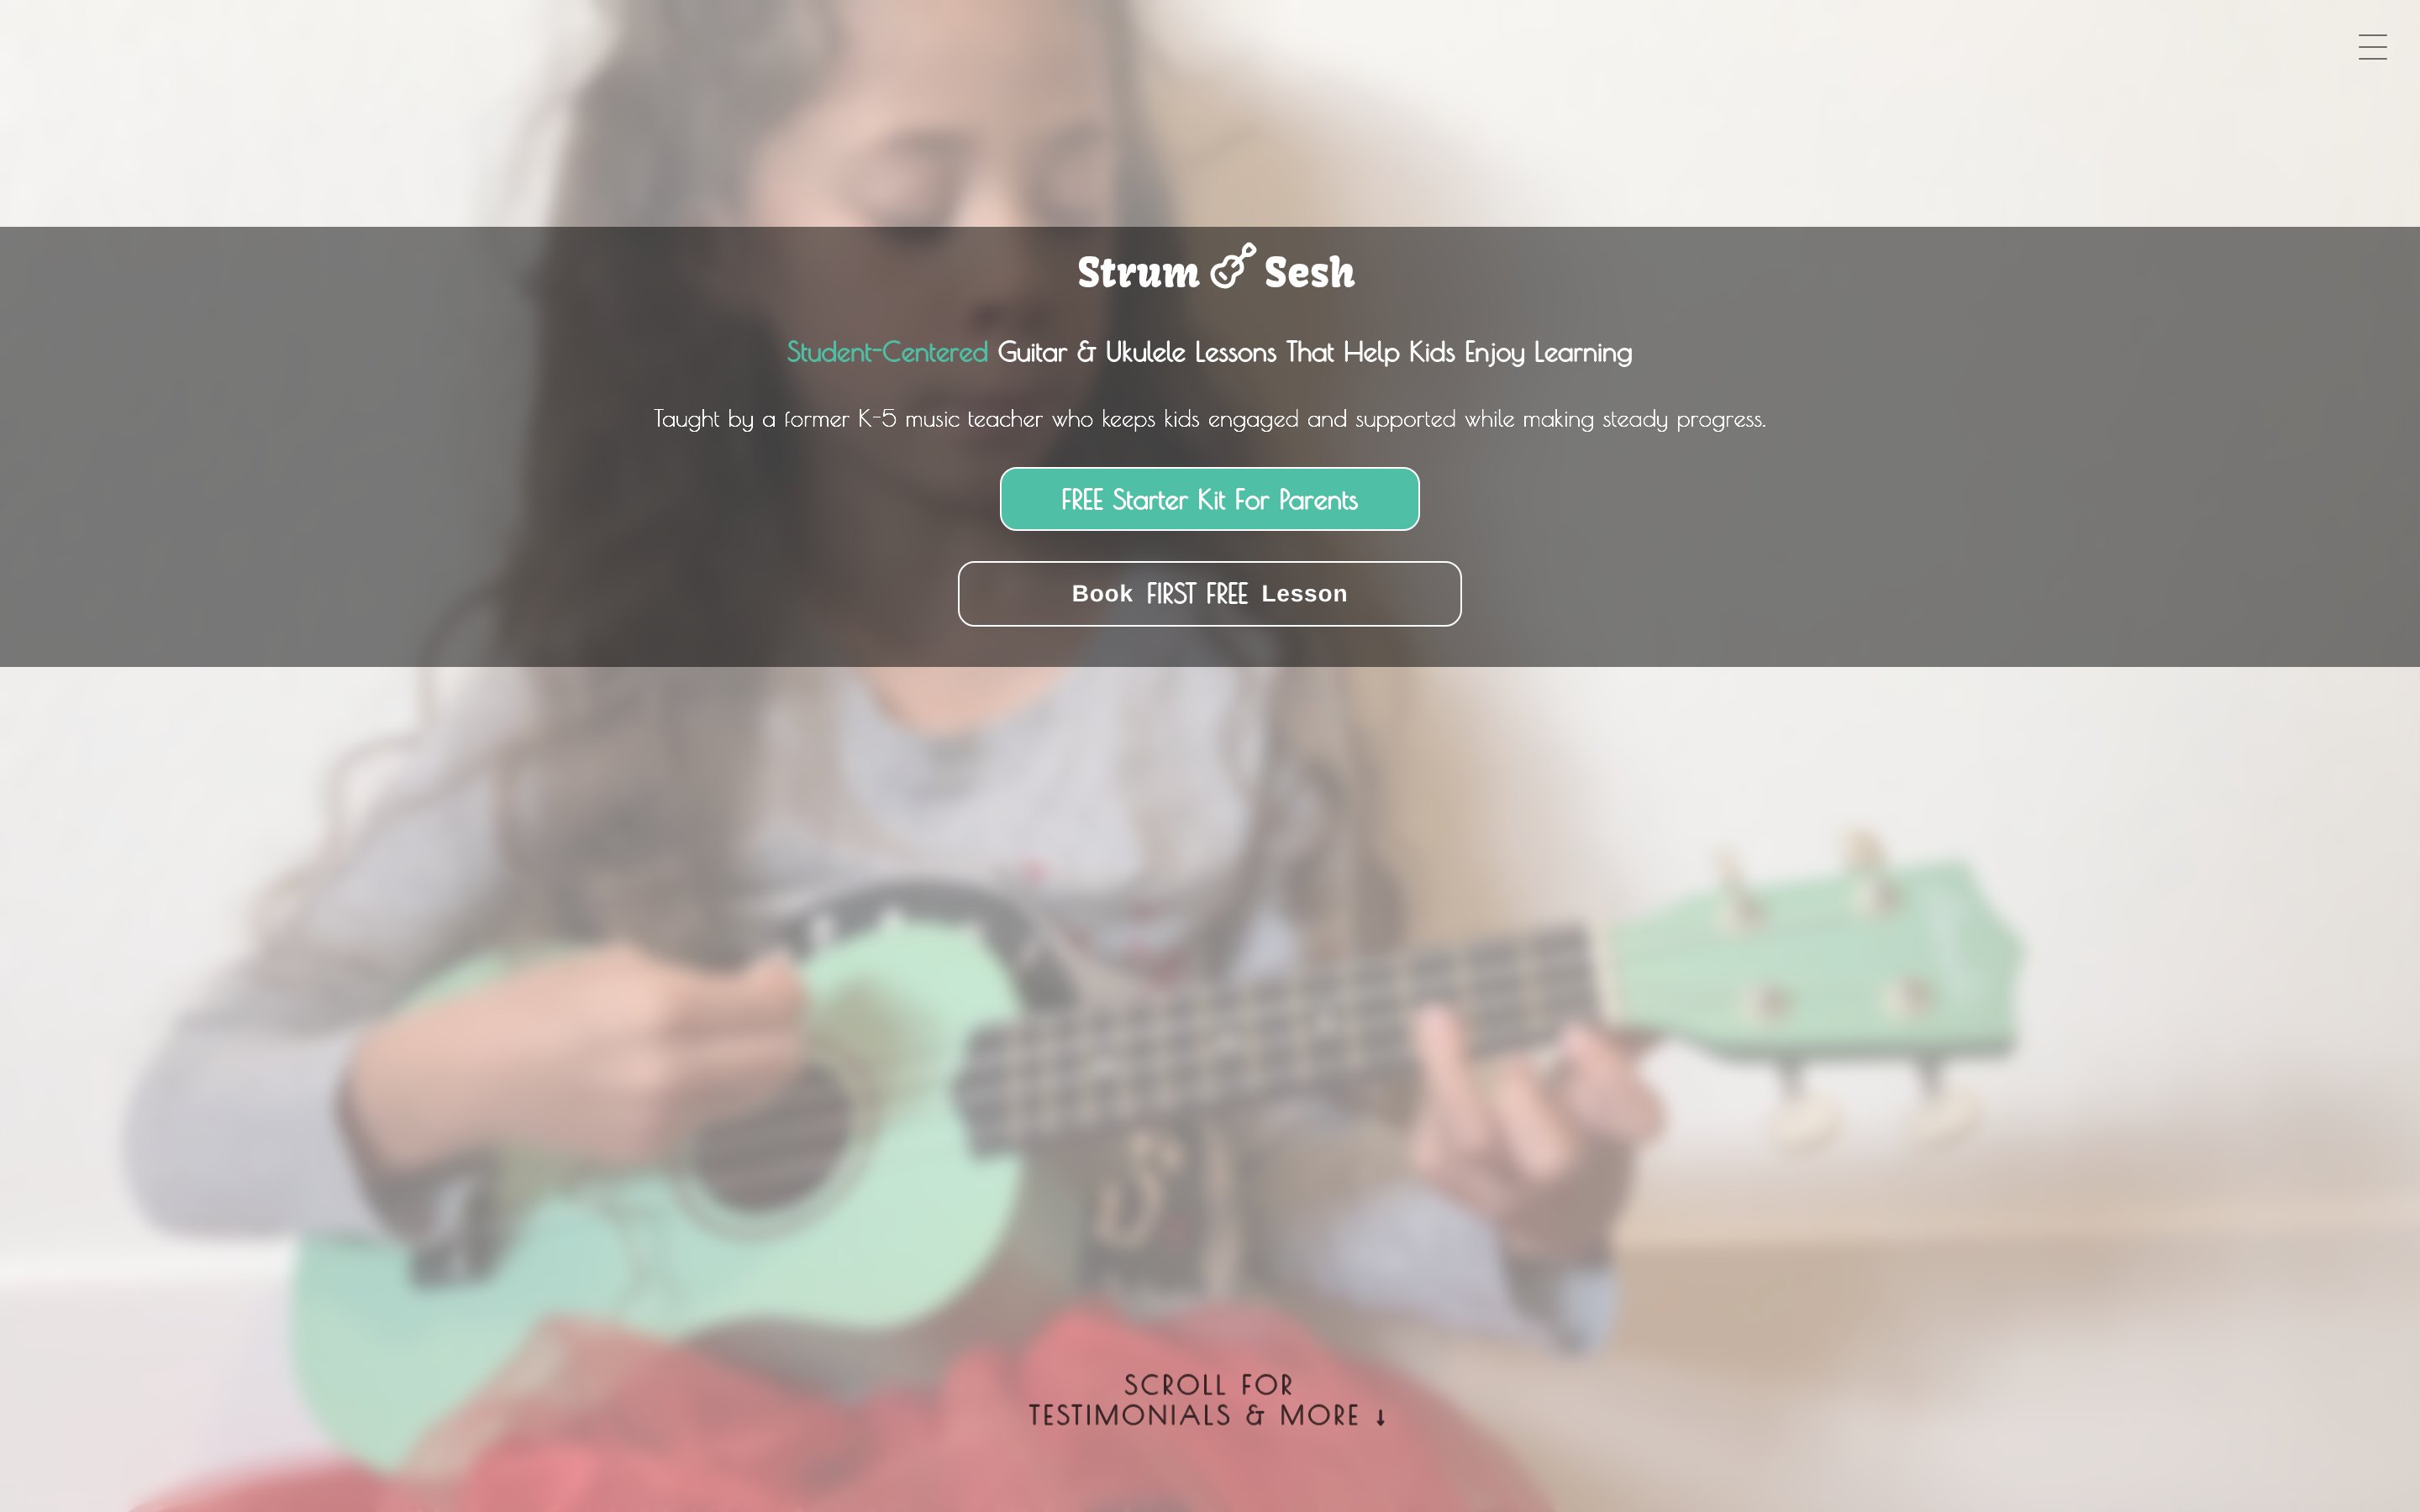 Strum Sesh
Student-Centered Guitar & Ukulele Lessons That Help Kids Enjoy Learning
Taught by a former K-5 music teacher who keeps kids engaged and supported while making steady progress.
FREE Starter Kit For Parents
Book FIRST FREE Lesson
SCROLL FOR
TESTIMONIALS & MORE ↓